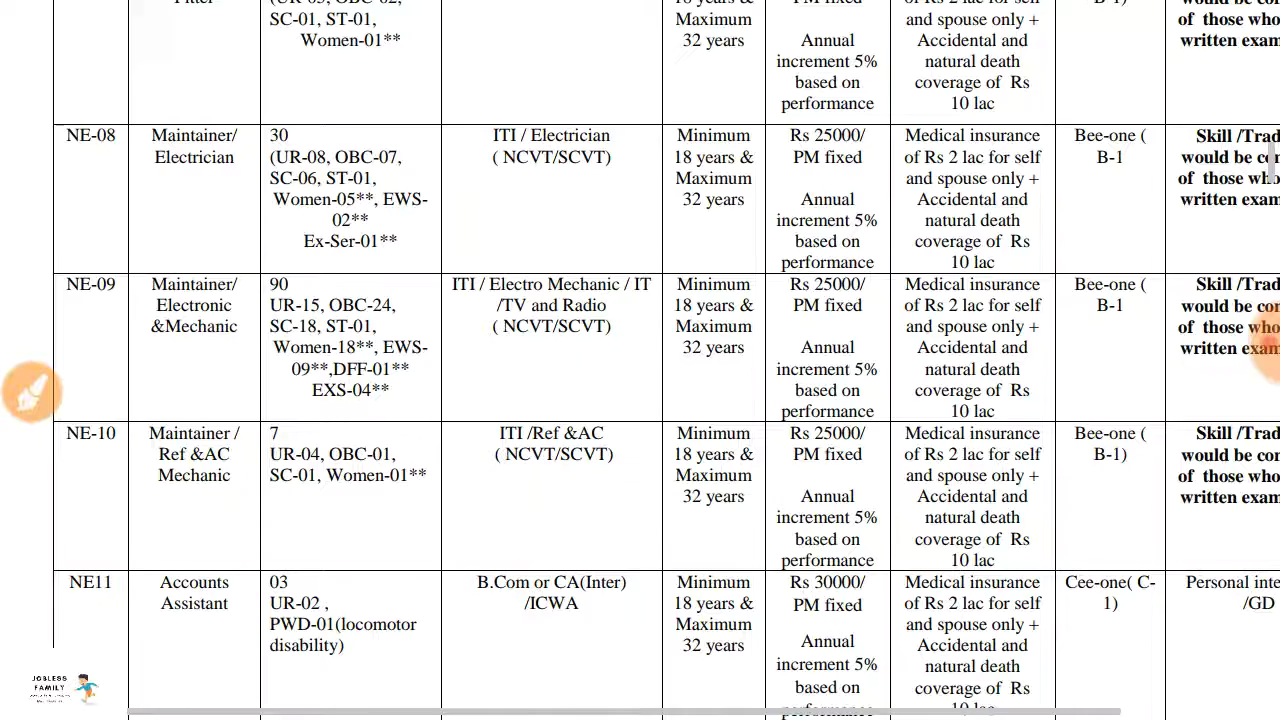 Fitter
(UR-05, OBC-02,
SC-01, ST-01,
Women-01**
18 years &
Maximum
32 years
PM fixed
Annual
increment 5%
based on
performance
of Rs 2 lac for self
and spouse only +
Accidental and
natural death
coverage of Rs
10 lac
B-1)
would be con
of those who
written exam
NE-08
Maintainer/
Electrician
30
(UR-08, OBC-07,
SC-06, ST-01,
Women-05**, EWS-
02**
Ex-Ser-01**
ITI / Electrician
( NCVT/SCVT)
Minimum
18 years &
Maximum
32 years
Rs 25000/
PM fixed
Annual
increment 5%
based on
performance
Medical insurance
of Rs 2 lac for self
and spouse only +
Accidental and
natural death
coverage of Rs
10 lac
Bee-one (
B-1
Skill /Trad
would be con
of those who
written exam
NE-09
Maintainer/
Electronic
&Mechanic
90
UR-15, OBC-24,
SC-18, ST-01,
Women-18**, EWS-
09**,DFF-01**
EXS-04**
ITI / Electro Mechanic / IT
/TV and Radio
( NCVT/SCVT)
Minimum
18 years &
Maximum
32 years
Rs 25000/
PM fixed
Annual
increment 5%
based on
performance
Medical insurance
of Rs 2 lac for self
and spouse only +
Accidental and
natural death
coverage of Rs
10 lac
Bee-one (
B-1
Skill /Trad
would be con
of those who
written exam
NE-10
Maintainer /
Ref &AC
Mechanic
7
UR-04, OBC-01,
SC-01, Women-01**
ITI /Ref &AC
( NCVT/SCVT)
Minimum
18 years &
Maximum
32 years
Rs 25000/
PM fixed
Annual
increment 5%
based on
performance
Medical insurance
of Rs 2 lac for self
and spouse only +
Accidental and
natural death
coverage of Rs
10 lac
Bee-one (
B-1)
Skill /Trad
would be con
of those who
written exam
NE11
Accounts
Assistant
03
UR-02 ,
PWD-01(locomotor
disability)
B.Com or CA(Inter)
/ICWA
Minimum
18 years &
Maximum
32 years
Rs 30000/
PM fixed
Annual
increment 5%
based on
performance
Medical insurance
of Rs 2 lac for self
and spouse only +
Accidental and
natural death
coverage of Rs
10 lac
Cee-one( C-
1)
Personal inte
/GD
JOBLESS
FAMILY